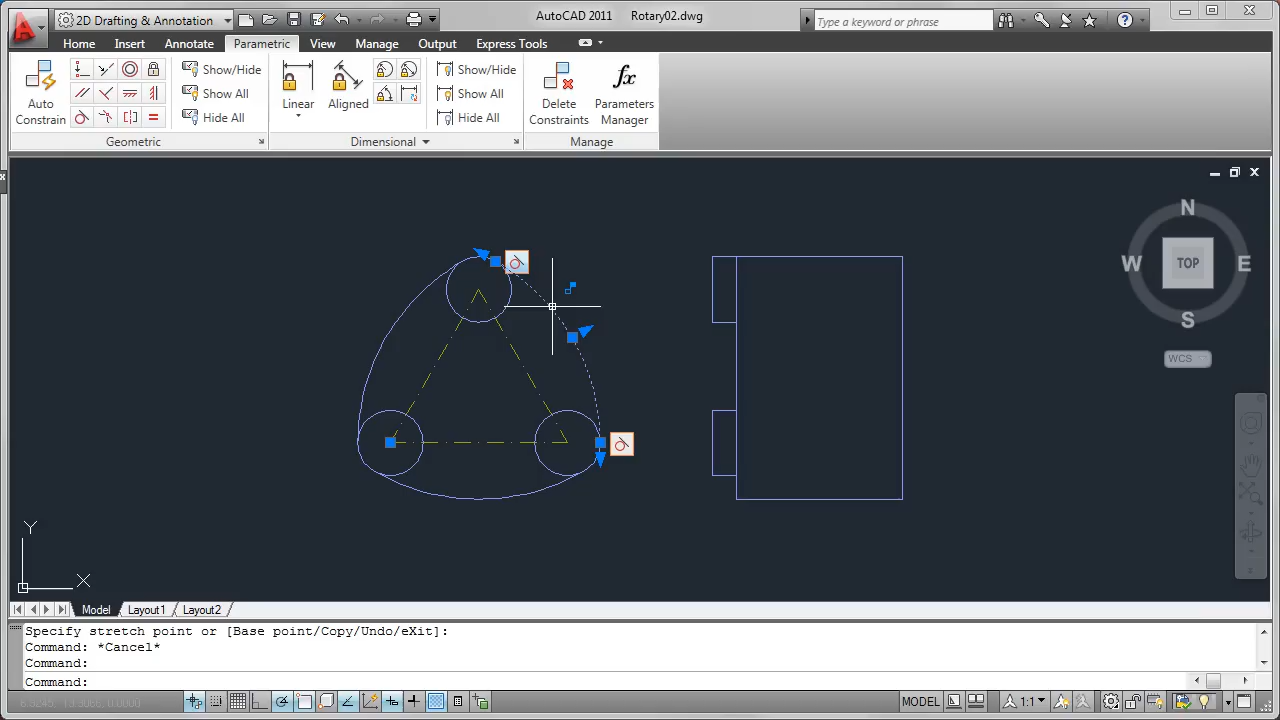 2D Drafting & Annotation
AutoCAD 2011 Rotary02.dwg
Type a keyword or phrase
Home Insert Annotate Parametric View Manage Output Express Tools
Auto Constrain
Show/Hide
Show All
Hide All
Geometric
Linear
Aligned
Show/Hide
Show All
Hide All
Dimensional
Delete Constraints
fx
Parameters Manager
Manage
N
W TOP E
S
WCS
Y
X
Model Layout1 Layout2
Specify stretch point or [Base point/Copy/Undo/eXit]:
Command: *Cancel*
Command:
Command:
MODEL
1:1